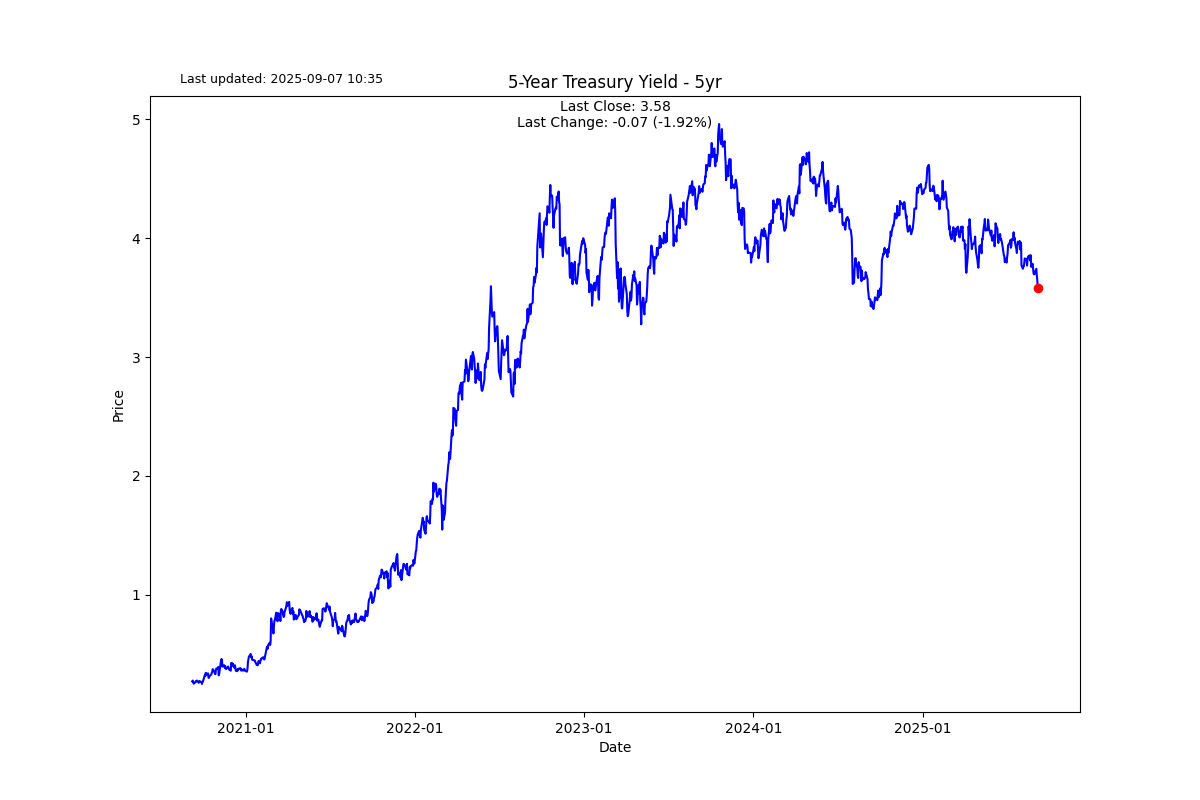 Last updated: 2025-09-07 10:35
5-Year Treasury Yield - 5yr
Last Close: 3.58
Last Change: -0.07 (-1.92%)
5
4
3
2
1
Price
2021-01
2022-01
2023-01
2024-01
2025-01
Date